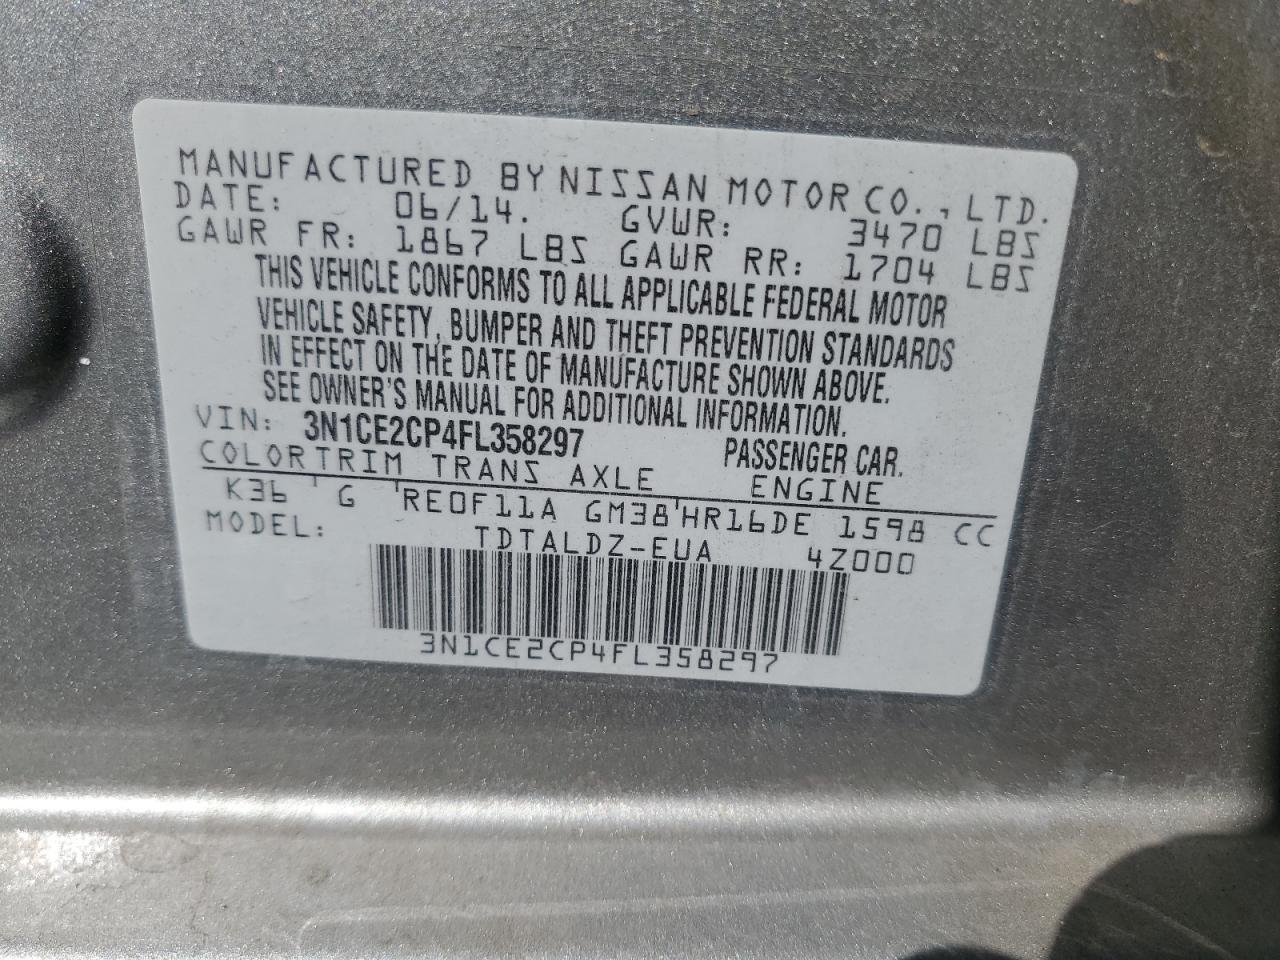 MANUFACTURED BY NISSAN MOTOR CO., LTD.
DATE: 06/14. GVWR: 3470 LBS
GAWR FR: 1867 LBS GAWR RR: 1704 LBS
THIS VEHICLE CONFORMS TO ALL APPLICABLE FEDERAL MOTOR
VEHICLE SAFETY, BUMPER AND THEFT PREVENTION STANDARDS
IN EFFECT ON THE DATE OF MANUFACTURE SHOWN ABOVE.
SEE OWNER'S MANUAL FOR ADDITIONAL INFORMATION.
VIN: 3N1CE2CP4FL358297 PASSENGER CAR.
COLOR TRIM TRANS AXLE ENGINE
K36 G RE0F11A GM38 HR16DE 1598 CC
MODEL: TDTALDZ-EUA 4Z000
3N1CE2CP4FL358297